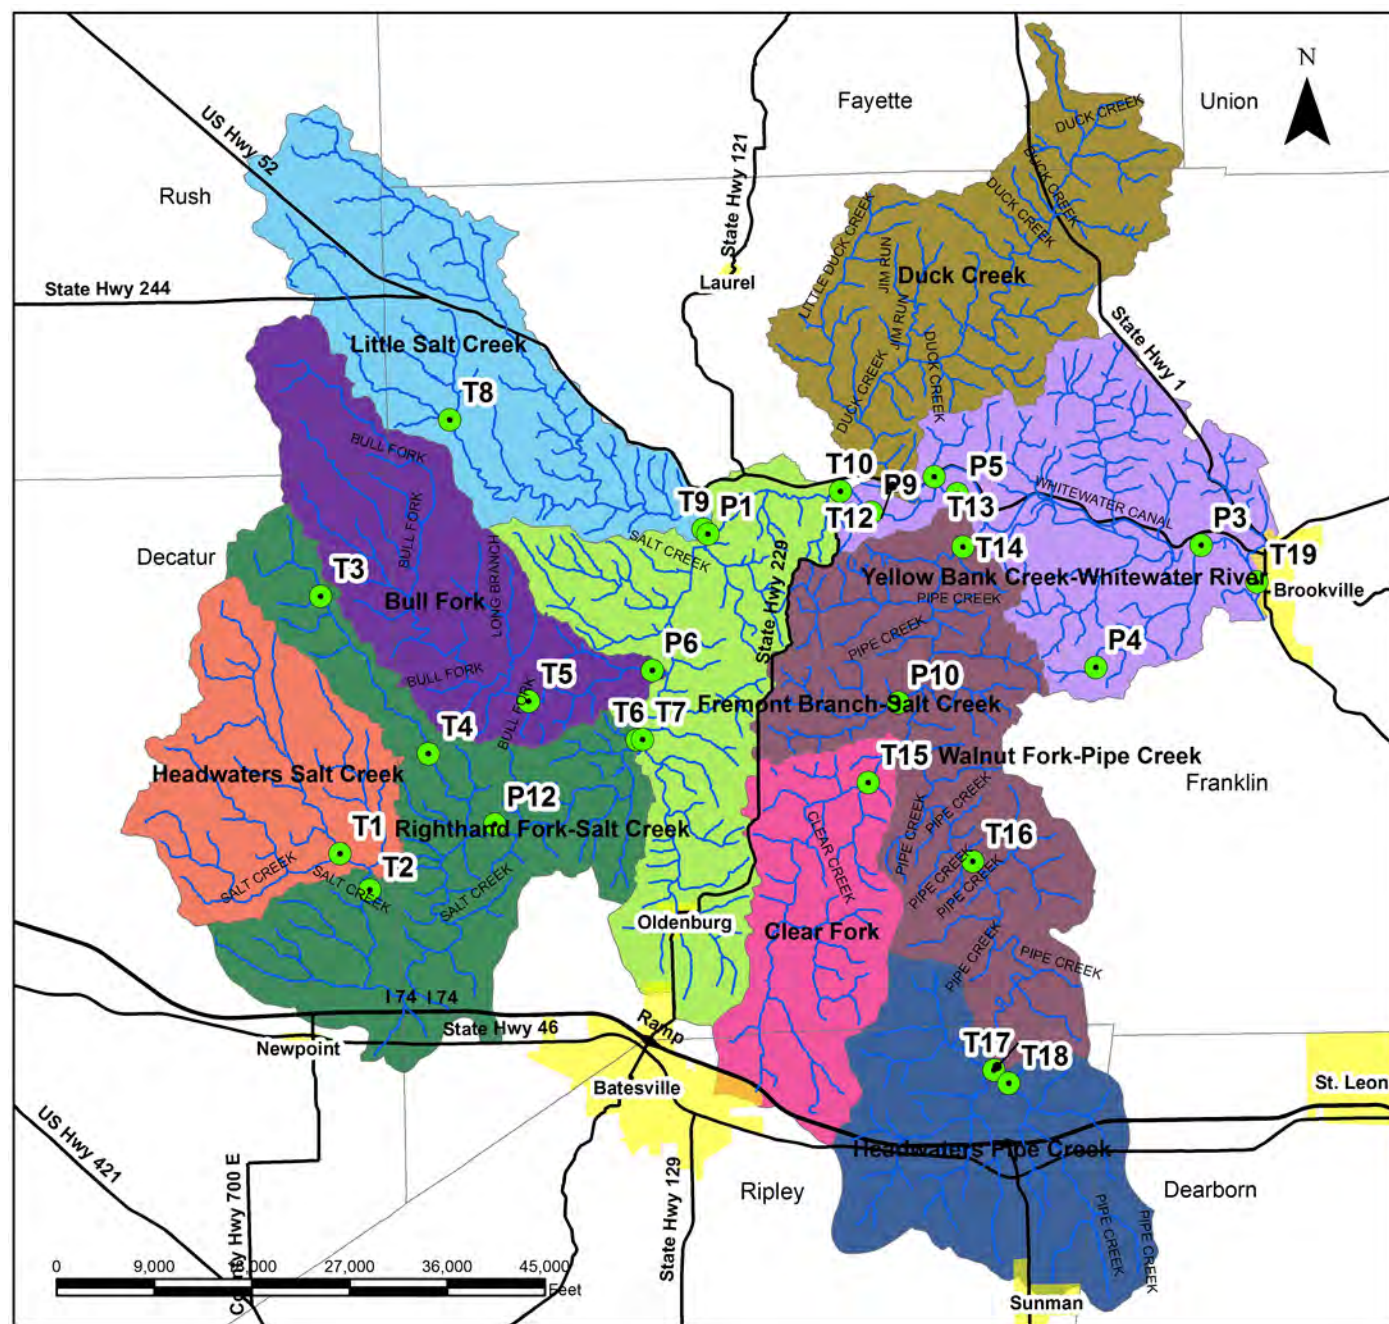 N
Fayette
Union
DUCK CREEK
US Hwy 52
State Hwy 121
DUCK CREEK
Rush
DUCK CREEK
LITTLE DUCK CREEK
JIM RUN
Duck Creek
Laurel
State Hwy 244
JIM RUN
State Hwy 1
Little Salt Creek
DUCK CREEK
DUCK CREEK
T8
BULL FORK
T10
P5
P9
BULL FORK
T9
P1
T12
T13
WHITEWATER CANAL
P3
SALT CREEK
Decatur
LONG BRANCH
T14
T19
T3
State Hwy 229
Yellow Bank Creek-Whitewater River
Bull Fork
PIPE CREEK
Brookville
PIPE CREEK
BULL FORK
P6
P4
T5
P10
BULL FORK
Fremont Branch-Salt Creek
T6
T7
T4
T15
Walnut Fork-Pipe Creek
Headwaters Salt Creek
Franklin
P12
PIPE CREEK
T1
Righthand Fork-Salt Creek
CLEAR CREEK
PIPE CREEK
T16
T2
SALT CREEK
SALT CREEK
SALT CREEK
PIPE CREEK
PIPE CREEK
Oldenburg
Clear Fork
PIPE CREEK
PIPE CREEK
I 74 I 74
State Hwy 46
Ramp
Newpoint
T17
T18
Batesville
St. Leon
US Hwy 421
Headwaters Pipe Creek
County Hwy 700 E
State Hwy 129
Ripley
Dearborn
PIPE CREEK
PIPE CREEK
0 9,000 18,000 27,000 36,000 45,000
Feet
Sunman